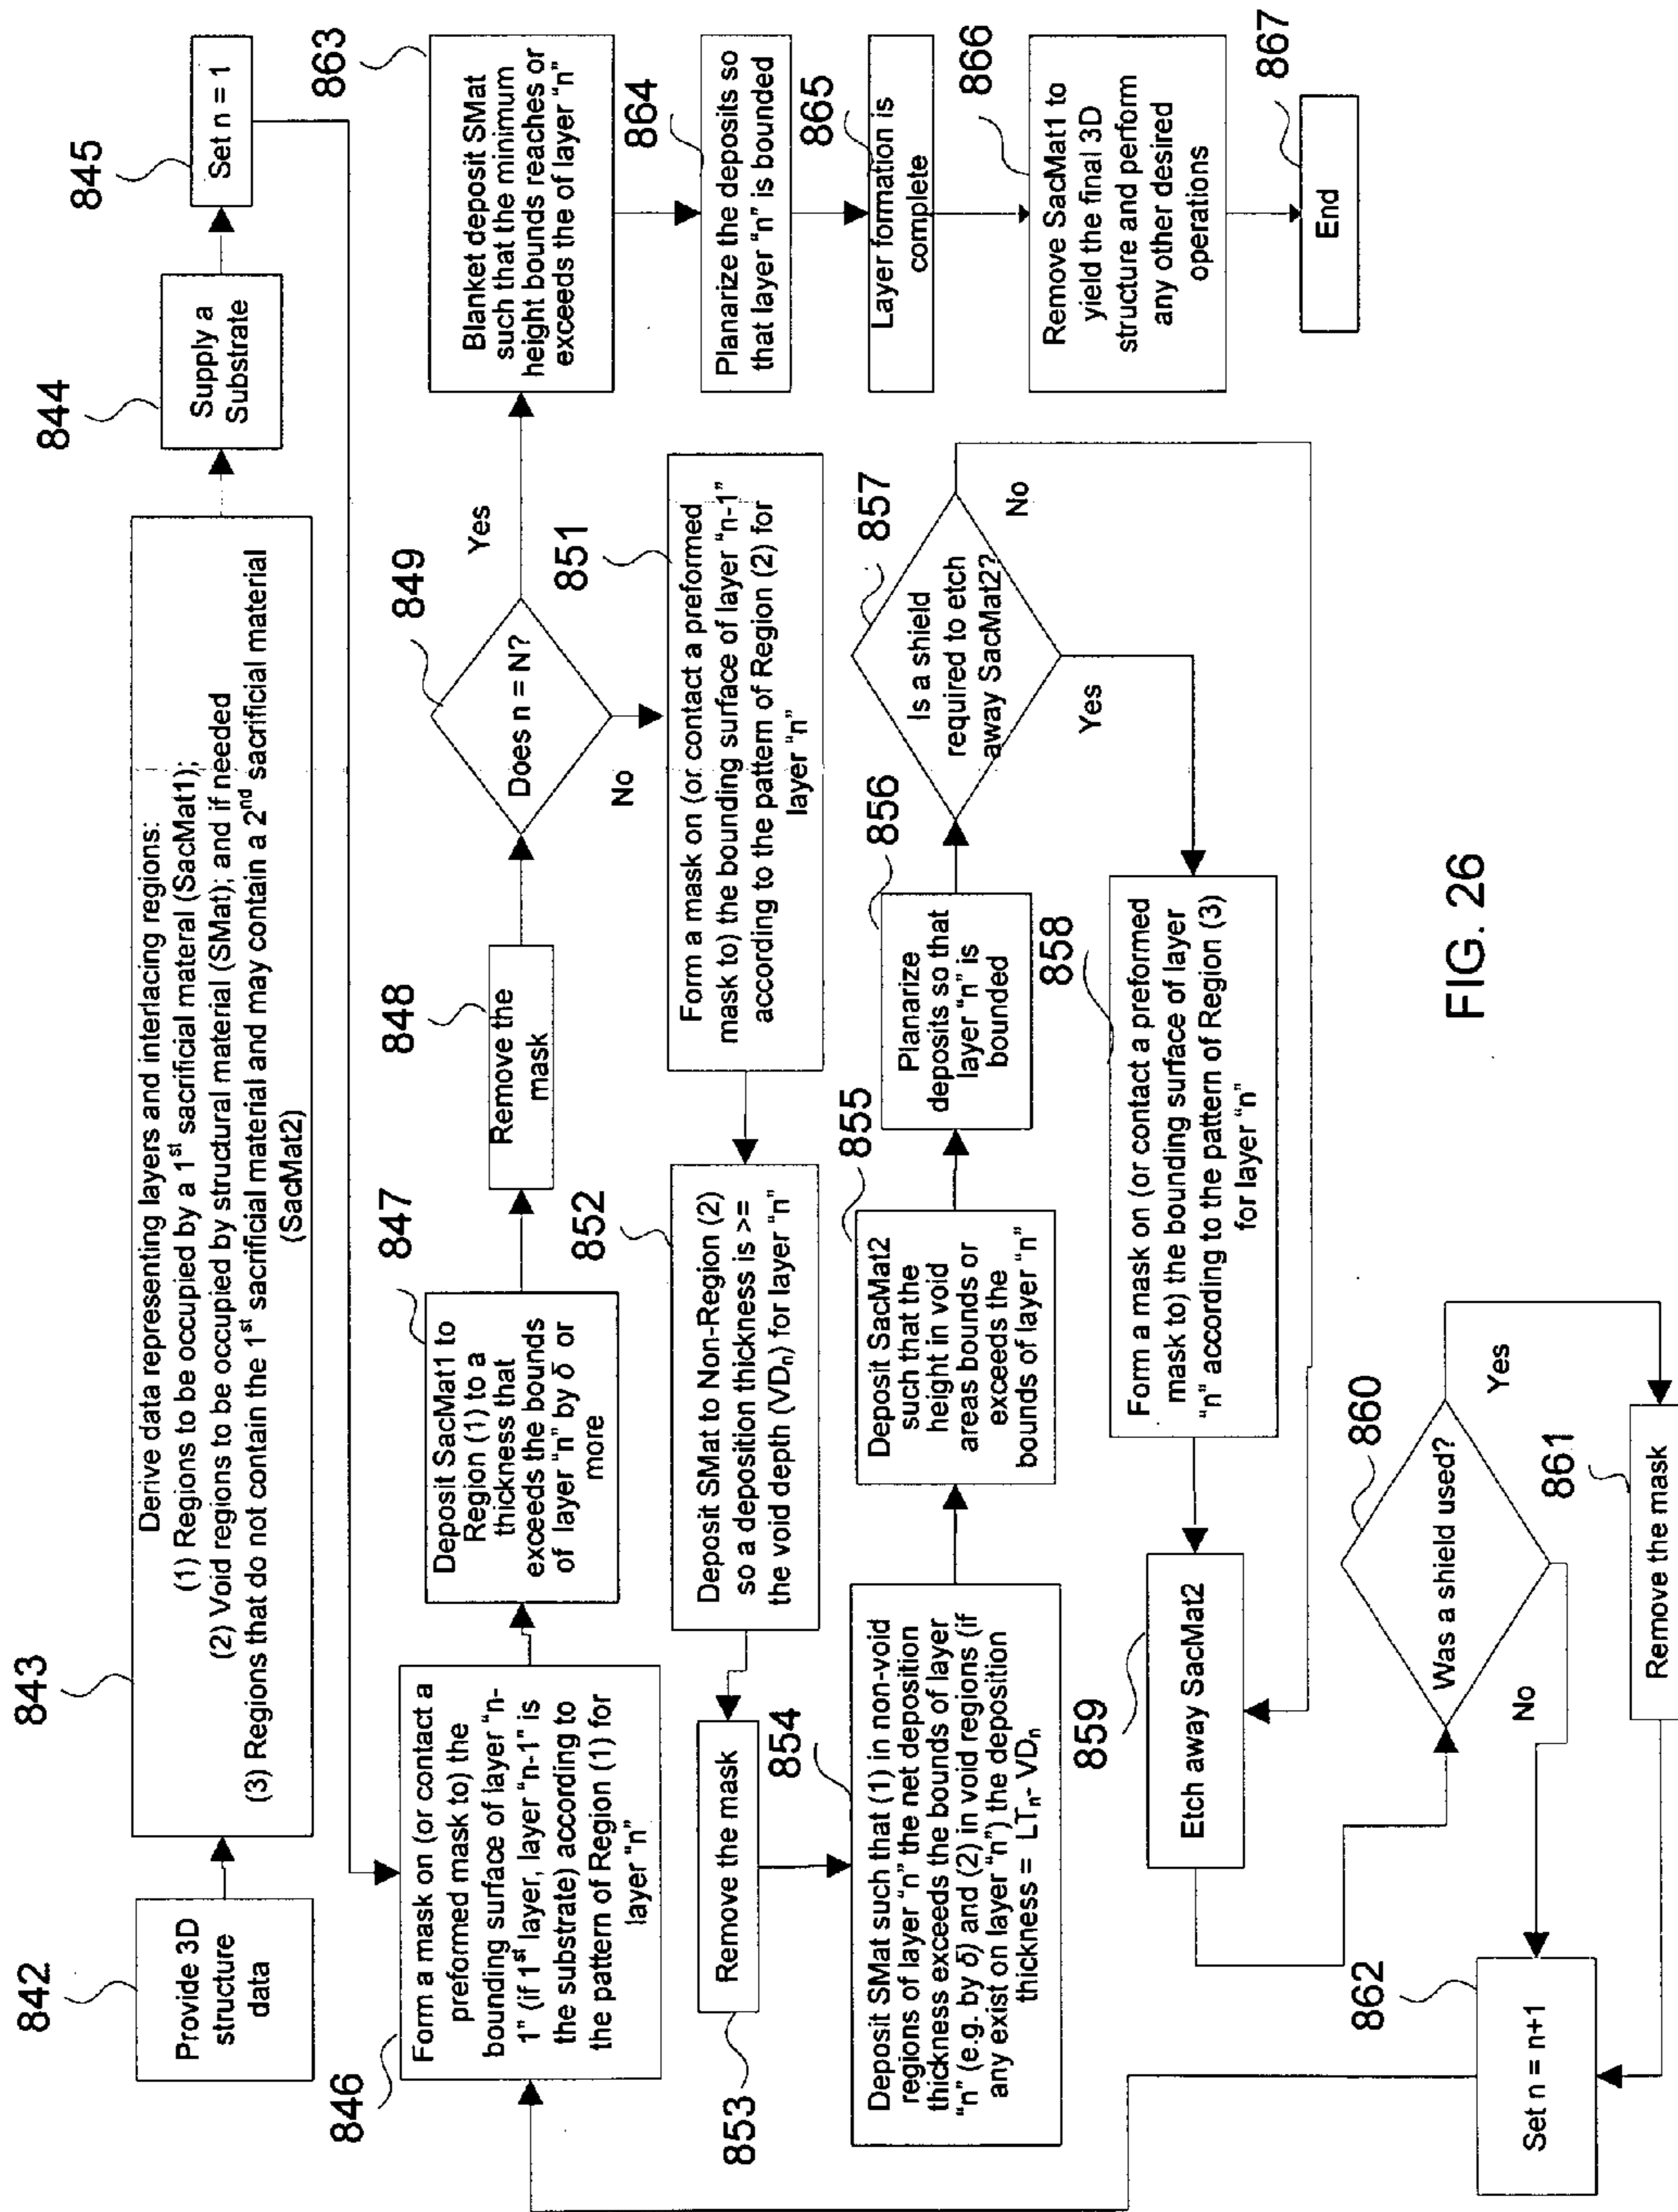 842
Provide 3D
structure
data
843
Derive data representing layers and interlacing regions:
(1) Regions to be occupied by a 1st sacrificial materal (SacMat1);
(2) Void regions to be occupied by structural material (SMat); and if needed
(3) Regions that do not contain the 1st sacrificial material and may contain a 2nd sacrificial material
(SacMat2)
844
Supply a
Substrate
845
Set n = 1
846
Form a mask on (or contact a
preformed mask to) the
bounding surface of layer "n-
1" (if 1st layer, layer "n-1" is
the substrate) according to
the pattern of Region (1) for
layer "n"
847
Deposit SacMat1 to
Region (1) to a
thickness that
exceeds the bounds
of layer "n" by δ or
more
848
Remove the
mask
849
Does n = N?
Yes
No
851
Form a mask on (or contact a preformed
mask to) the bounding surface of layer "n-1"
according to the pattern of Region (2) for
layer "n"
852
Deposit SMat to Non-Region (2)
so a deposition thickness is >=
the void depth (VDn) for layer "n"
853
Remove the mask
854
Deposit SMat such that (1) in non-void
regions of layer "n" the net deposition
thickness exceeds the bounds of layer
"n" (e.g. by δ) and (2) in void regions (if
any exist on layer "n") the deposition
thickness = LTn- VDn
855
Deposit SacMat2
such that the
height in void
areas bounds or
exceeds the
bounds of layer "n"
856
Planarize
deposits so that
layer "n" is
bounded
857
Is a shield
required to etch
away SacMat2?
No
Yes
858
Form a mask on (or contact a preformed
mask to) the bounding surface of layer
"n" according to the pattern of Region (3)
for layer "n"
859
Etch away SacMat2
860
Was a shield used?
Yes
No
861
Remove the mask
862
Set n = n+1
863
Blanket deposit SMat
such that the minimum
height bounds reaches or
exceeds the of layer "n"
864
Planarize the deposits so
that layer "n" is bounded
865
Layer formation is
complete
866
Remove SacMat1 to
yield the final 3D
structure and perform
any other desired
operations
867
End
FIG. 26